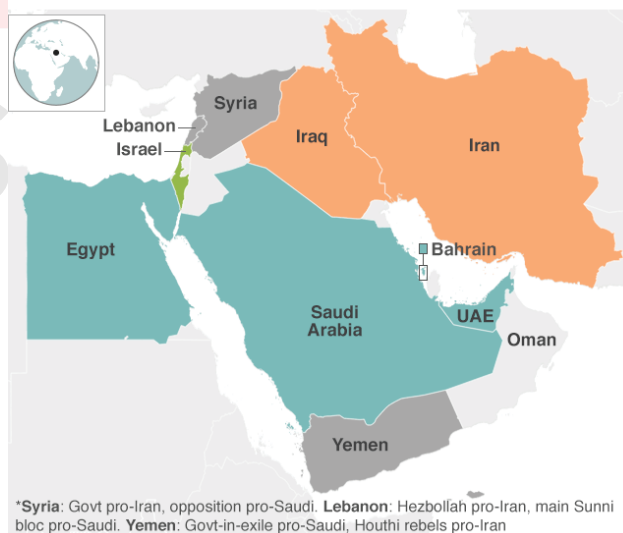 Syria
Lebanon
Israel
Iraq
Iran
Egypt
Bahrain
Saudi
Arabia
UAE
Oman
Yemen
*Syria: Govt pro-Iran, opposition pro-Saudi. Lebanon: Hezbollah pro-Iran, main Sunni
bloc pro-Saudi. Yemen: Govt-in-exile pro-Saudi, Houthi rebels pro-Iran